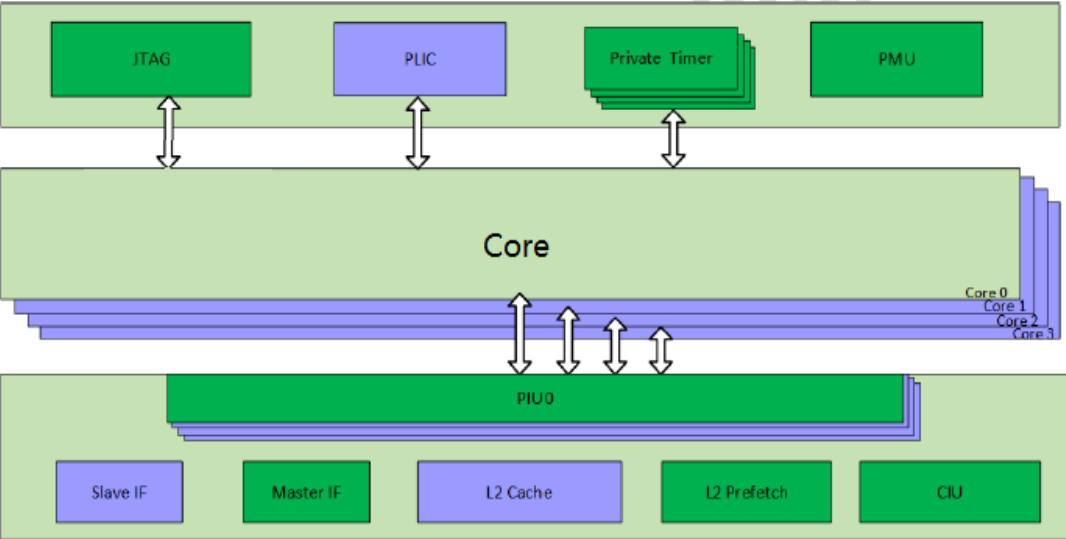 JTAG
PLIC
Private Timer
PMU
Core
Core 0
Core 1
Core 2
Core 3
PIU0
Slave IF
Master IF
L2 Cache
L2 Prefetch
CIU